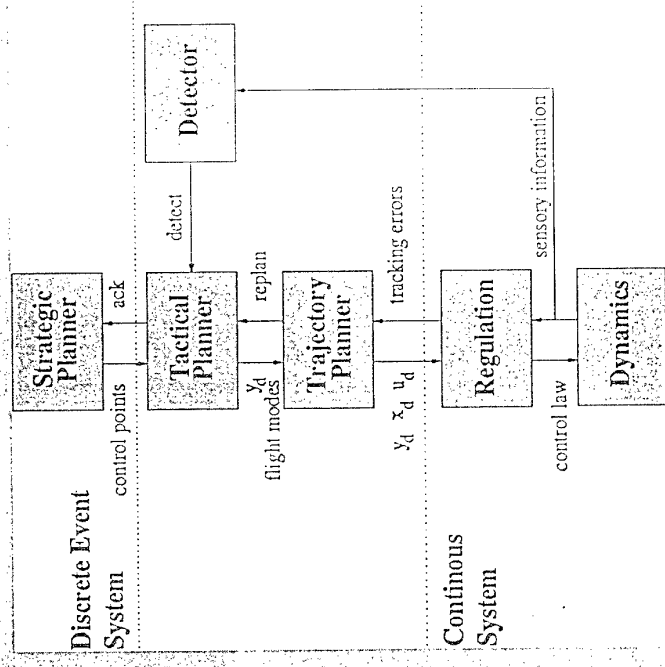 Discrete Event
System
Strategic
Planner
control points
ack
Tactical
Planner
detect
Detector
y_d
flight modes
replan
Trajectory
Planner
y_d x_d u_d
tracking errors
Continous
System
Regulation
control law
sensory information
Dynamics